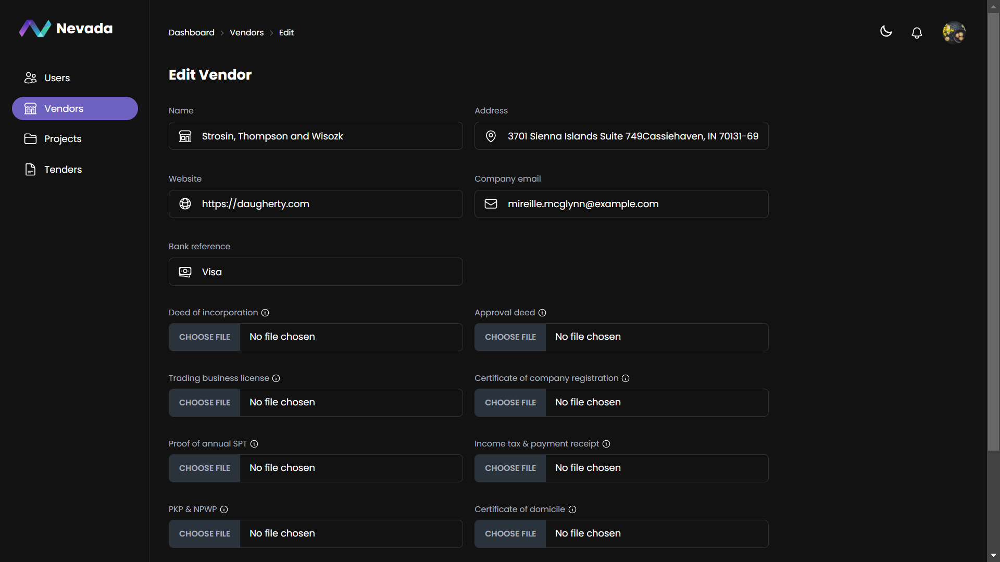 Nevada
Dashboard > Vendors > Edit
Users
Vendors
Projects
Tenders
Edit Vendor
Name
Address
Strosin, Thompson and Wisozk
3701 Sienna Islands Suite 749Cassiehaven, IN 70131-69
Website
Company email
https://daugherty.com
mireille.mcglynn@example.com
Bank reference
Visa
Deed of incorporation
Approval deed
CHOOSE FILE No file chosen
CHOOSE FILE No file chosen
Trading business license
Certificate of company registration
CHOOSE FILE No file chosen
CHOOSE FILE No file chosen
Proof of annual SPT
Income tax & payment receipt
CHOOSE FILE No file chosen
CHOOSE FILE No file chosen
PKP & NPWP
Certificate of domicile
CHOOSE FILE No file chosen
CHOOSE FILE No file chosen